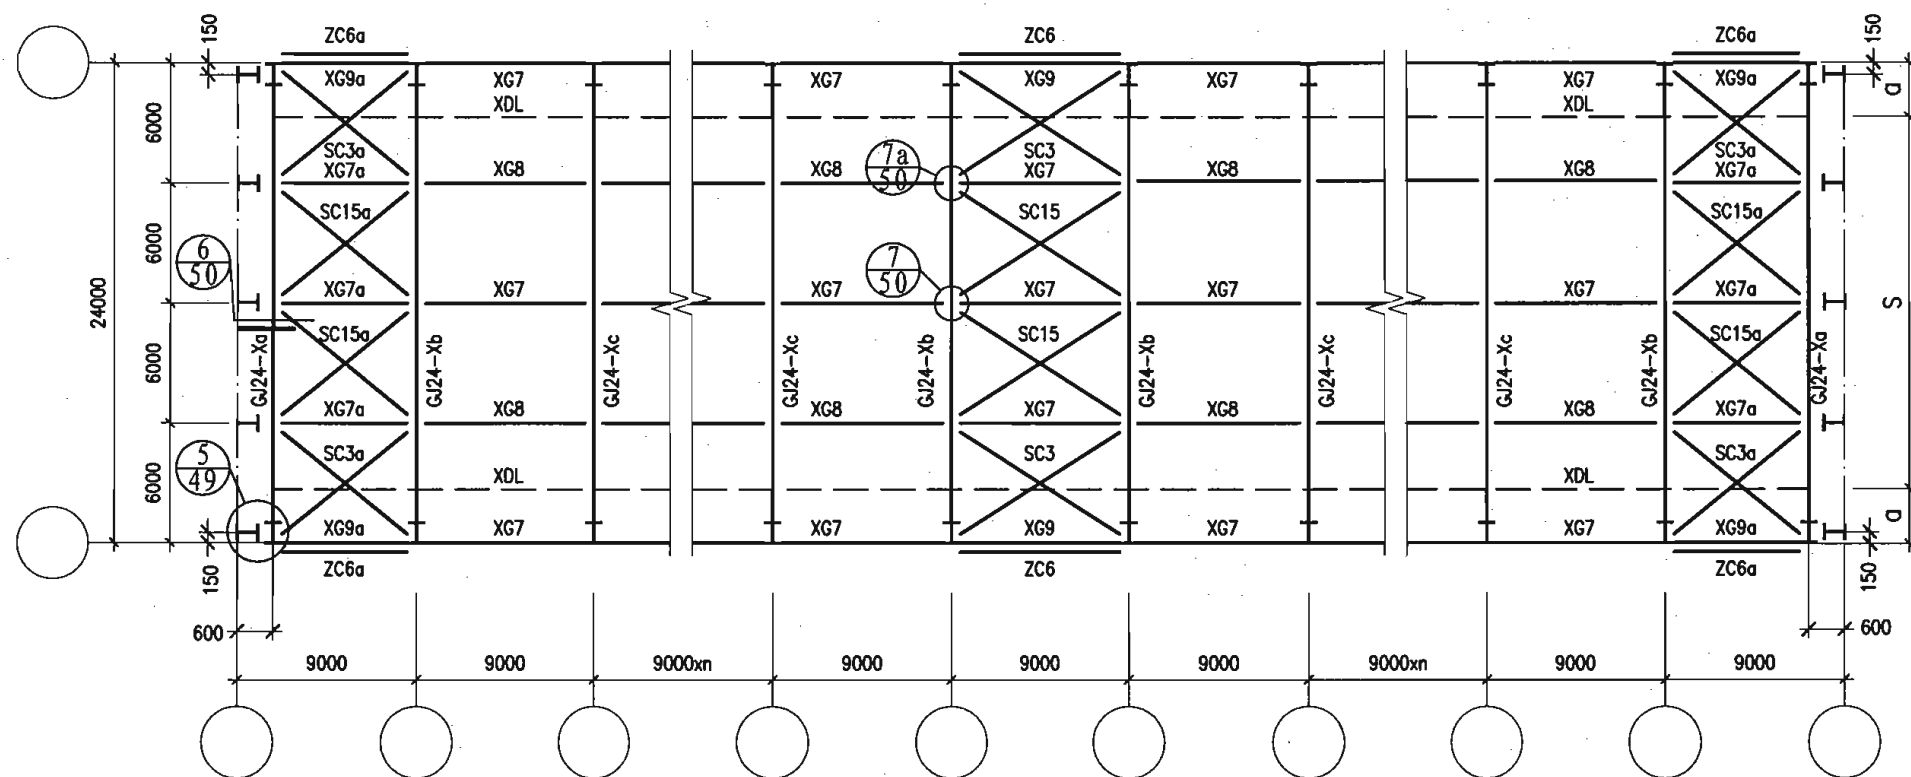 150 ZC6a ZC6 ZC6a 150
XG9a XG7 XG7 XG9 XG7 XG7 XG9a
XDL XDL
a
6000
SC3a SC3 SC3a
7a
50
XG7a XG8 XG8 XG7 XG8 XG8 XG7a
SC15a SC15 SC15a
6000
6
50
7
50
XG7a XG7 XG7 XG7 XG7 XG7 XG7a
24000
S
SC15a SC15 SC15a
6000
GJ24-Xa GJ24-Xb GJ24-Xc GJ24-Xc GJ24-Xb GJ24-Xb GJ24-Xc GJ24-Xc GJ24-Xb GJ24-Xa
XG7a XG8 XG8 XG7 XG8 XG8 XG7a
5
49
SC3a SC3 SC3a
6000
XDL XDL
a
XG9a XG7 XG7 XG9 XG7 XG7 XG9a
150 ZC6a ZC6 ZC6a 150
600 600
9000 9000 9000xn 9000 9000 9000 9000xn 9000 9000